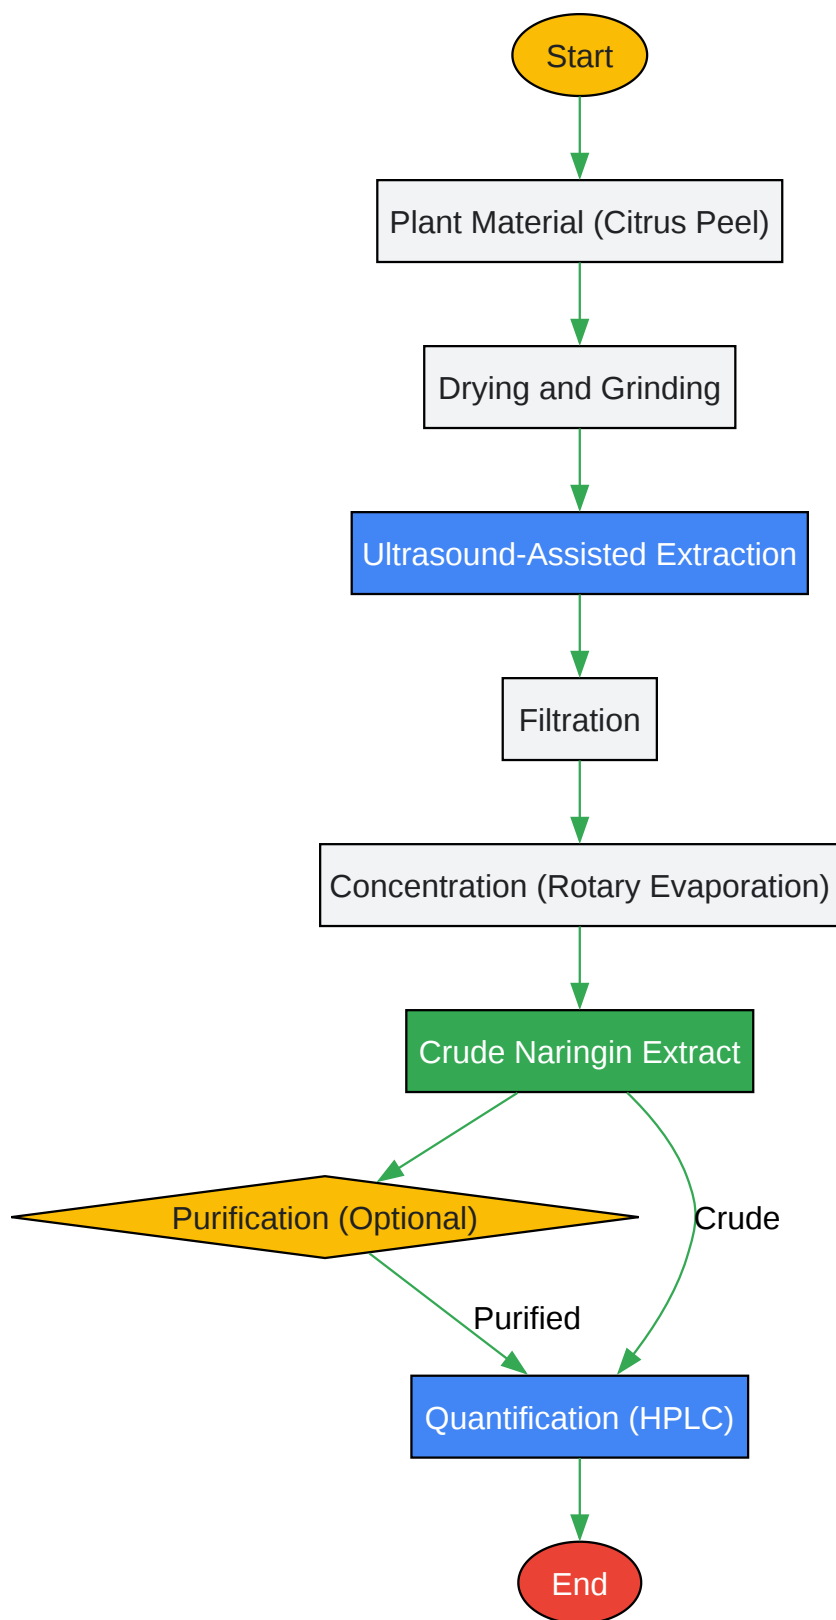 Start
Plant Material (Citrus Peel)
Drying and Grinding
Ultrasound-Assisted Extraction
Filtration
Concentration (Rotary Evaporation)
Crude Naringin Extract
Purification (Optional)
Crude
Purified
Quantification (HPLC)
End